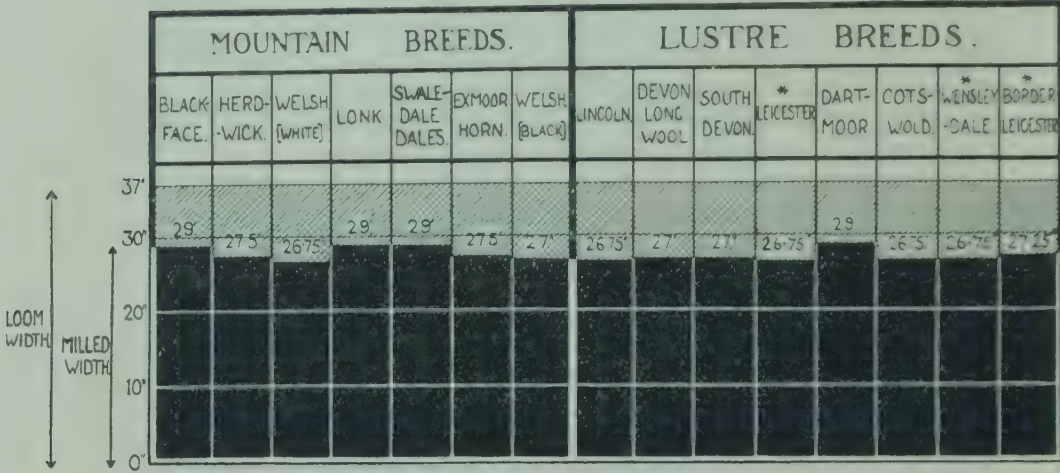 MOUNTAIN BREEDS.
LUSTRE BREEDS.
BLACK-
FACE.
HERD-
-WICK.
WELSH
[WHITE]
LONK
SWALE-
DALE
DALES.
EXMOOR
HORN.
WELSH
[BLACK]
LINCOLN.
DEVON
LONG
WOOL
SOUTH
DEVON.
*
LEICESTER
DART-
MOOR
COTS-
WOLD.
*
WENSLEY
-DALE
*
BORDER
LEICESTER
37"
29"
27·5"
26·75"
29"
29"
27·5"
27"
26·75"
27"
27"
26·75"
29
26·75"
27·25"
30"
20"
10"
0"
LOOM
WIDTH
MILLED
WIDTH